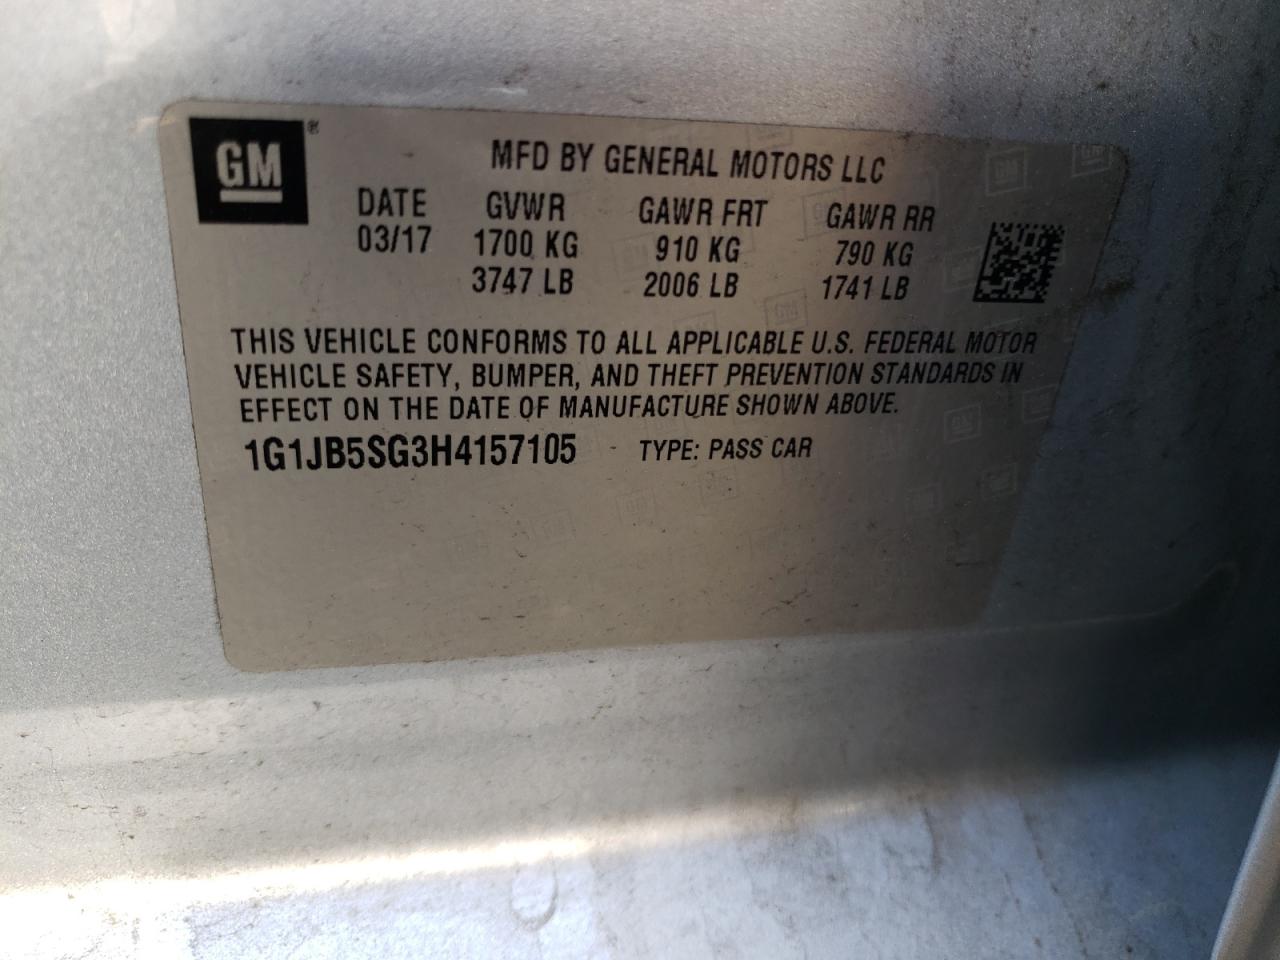 GM®
MFD BY GENERAL MOTORS LLC
DATE GVWR GAWR FRT GAWR RR
03/17 1700 KG 910 KG 790 KG
3747 LB 2006 LB 1741 LB
THIS VEHICLE CONFORMS TO ALL APPLICABLE U.S. FEDERAL MOTOR
VEHICLE SAFETY, BUMPER, AND THEFT PREVENTION STANDARDS IN
EFFECT ON THE DATE OF MANUFACTURE SHOWN ABOVE.
1G1JB5SG3H4157105 TYPE: PASS CAR